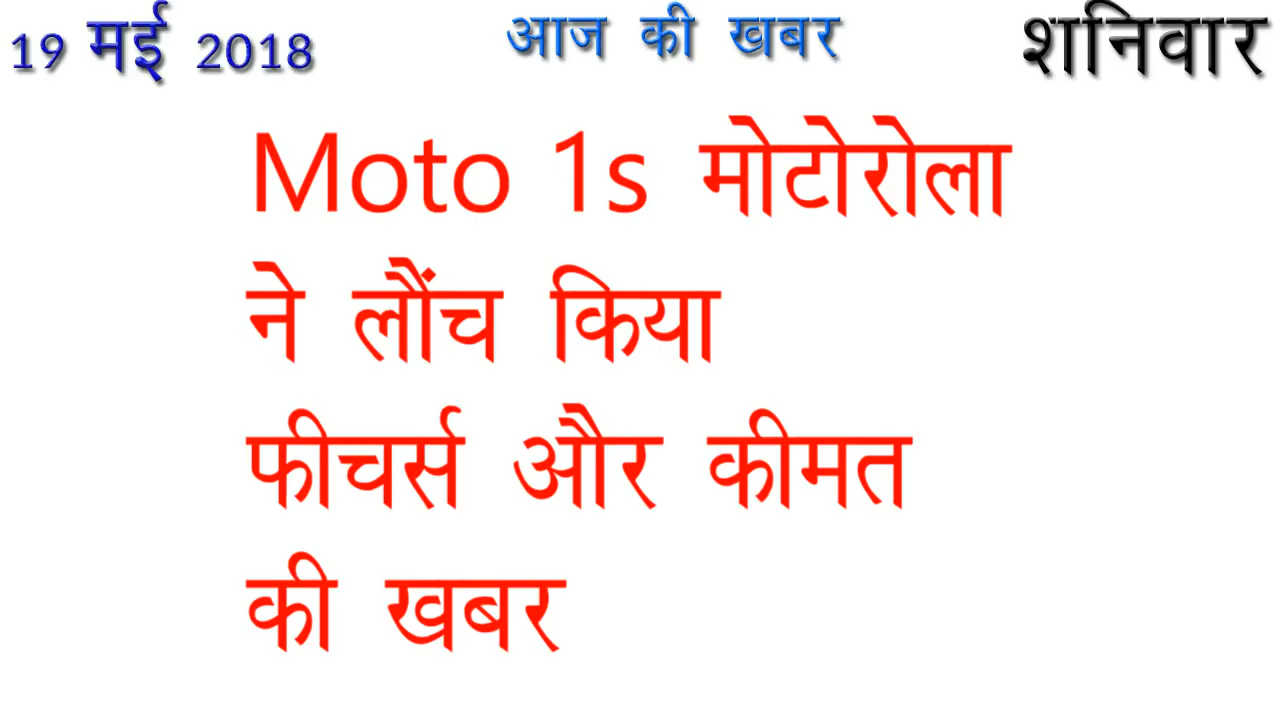 19 मई 2018
आज की खबर
शनिवार
Moto 1s मोटोरोला
ने लौंच किया
फीचर्स और कीमत
की खबर